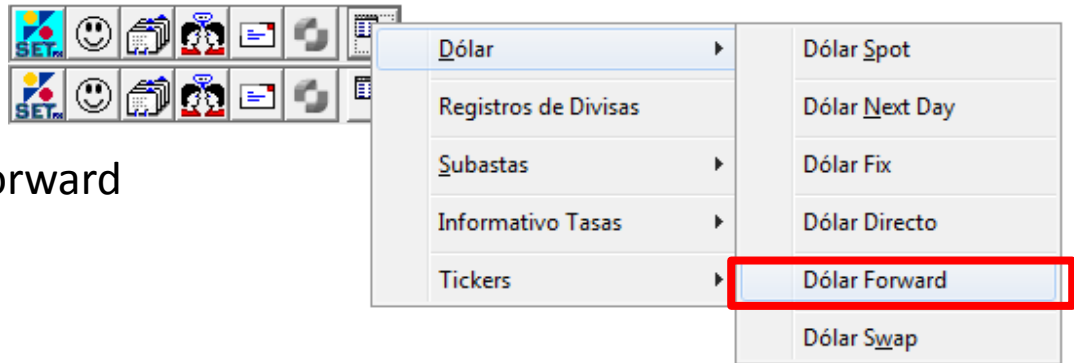 SET
Dólar
Dólar Spot
SET
Registros de Divisas
Dólar Next Day
orward
Subastas
Dólar Fix
Informativo Tasas
Dólar Directo
Tickers
Dólar Forward
Dólar Swap